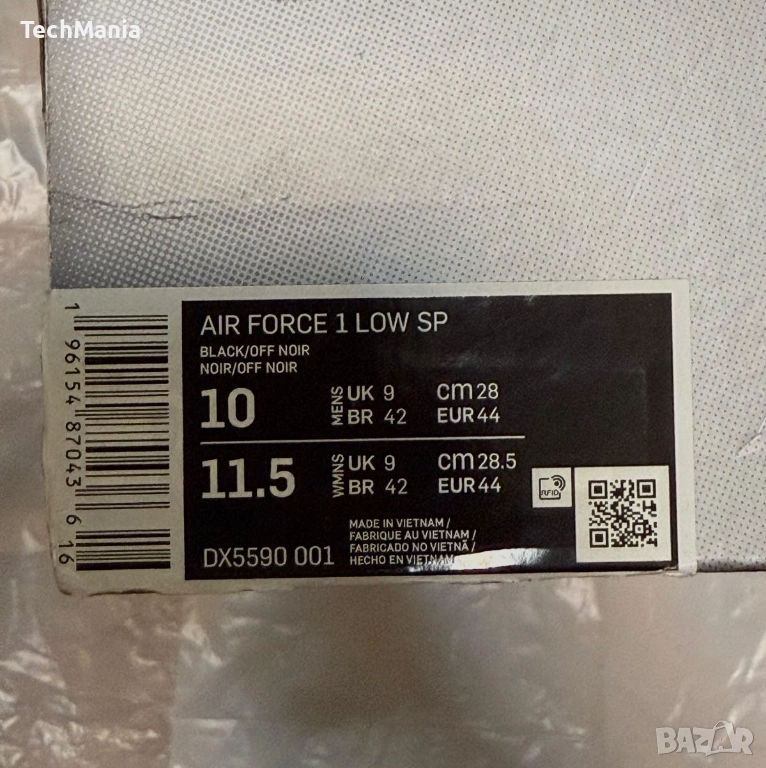 TechMania
AIR FORCE 1 LOW SP
BLACK/OFF NOIR
NOIR/OFF NOIR
10 MENS UK 9 cm 28
BR 42 EUR 44
11.5 WMNS UK 9 cm 28.5
BR 42 EUR 44
RFID
DX5590 001
MADE IN VIETNAM /
FABRIQUE AU VIETNAM /
FABRICADO NO VIETNÃ /
HECHO EN VIETNAM
1 96154 87043 6 16
BAZAR